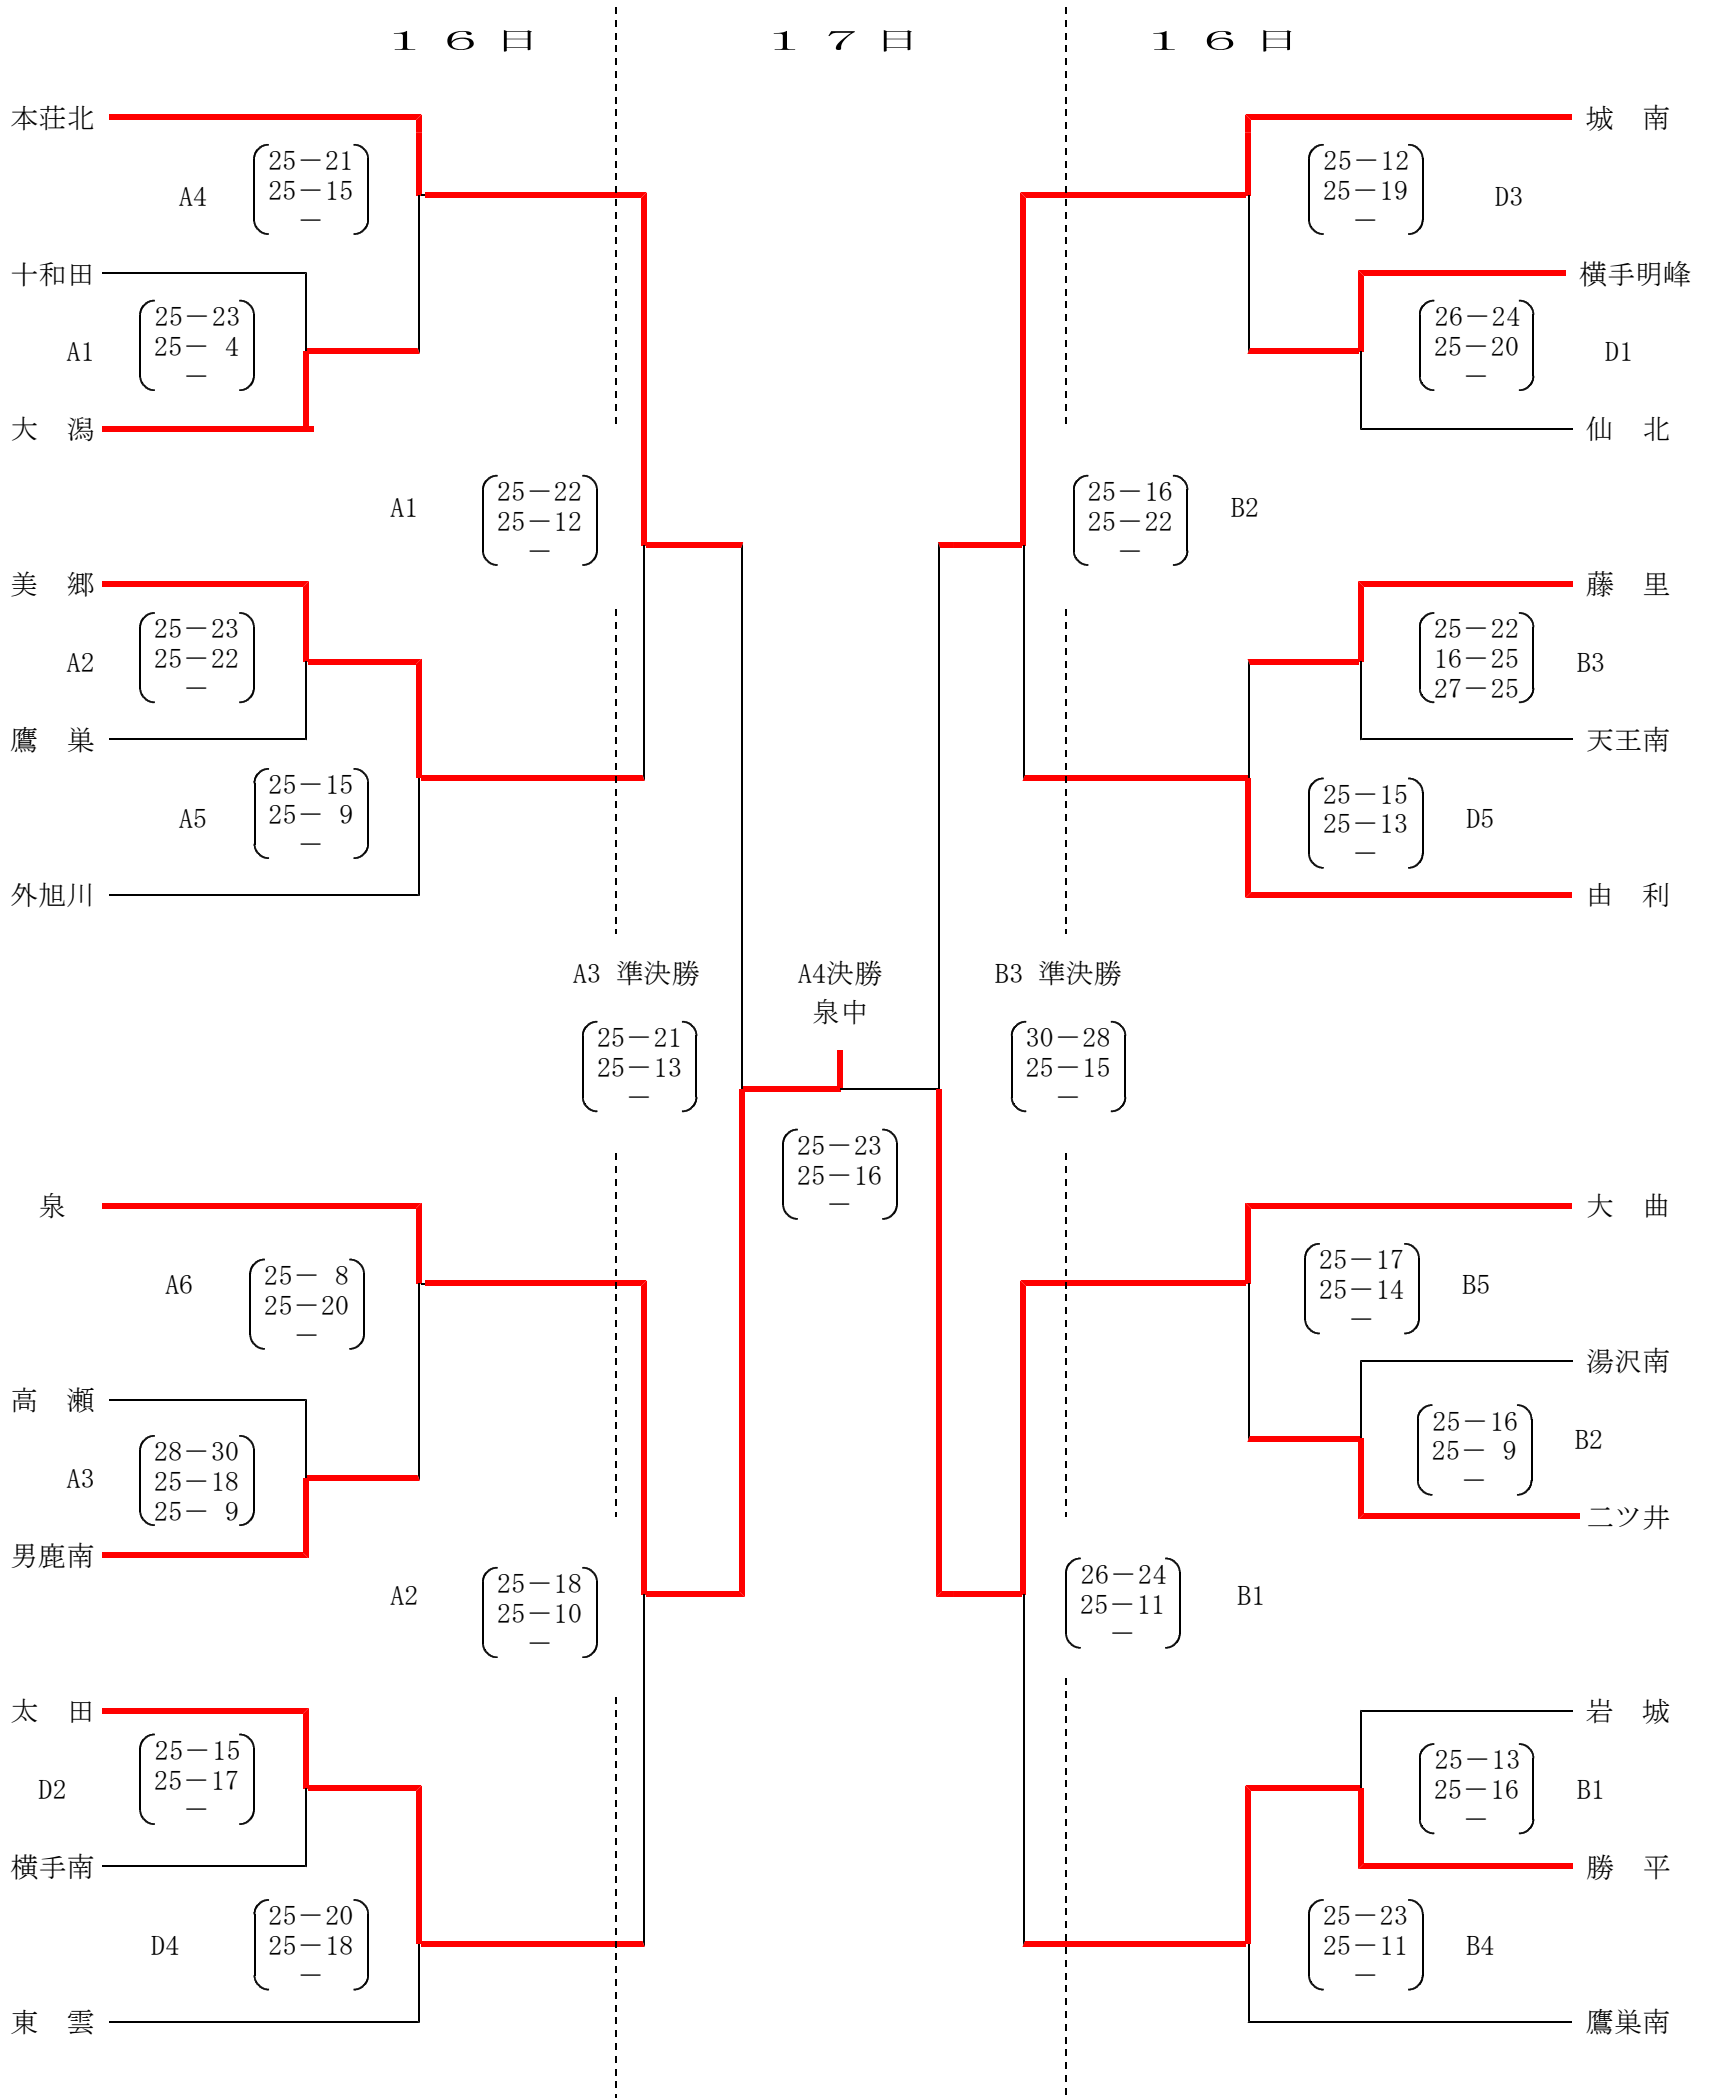 １６日　１７日　１６日
本荘北
25－21
25－15
－
A4
十和田
25－23
25－ 4
－
A1
大　潟
A1
25－22
25－12
－
美　郷
25－23
25－22
－
A2
鷹　巣
25－15
25－ 9
－
A5
外旭川
城　南
25－12
25－19
－
D3
横手明峰
26－24
25－20
－
D1
仙　北
25－16
25－22
－
B2
藤　里
25－22
16－25
27－25
B3
天王南
25－15
25－13
－
D5
由　利
A3 準決勝
25－21
25－13
－
A4決勝
泉中
25－23
25－16
－
B3 準決勝
30－28
25－15
－
泉
A6
25－ 8
25－20
－
高　瀬
28－30
25－18
25－ 9
A3
男鹿南
A2
25－18
25－10
－
太　田
25－15
25－17
－
D2
横手南
25－20
25－18
－
D4
東　雲
大　曲
25－17
25－14
－
B5
湯沢南
25－16
25－ 9
－
B2
二ツ井
26－24
25－11
－
B1
岩　城
25－13
25－16
－
B1
勝　平
25－23
25－11
－
B4
鷹巣南